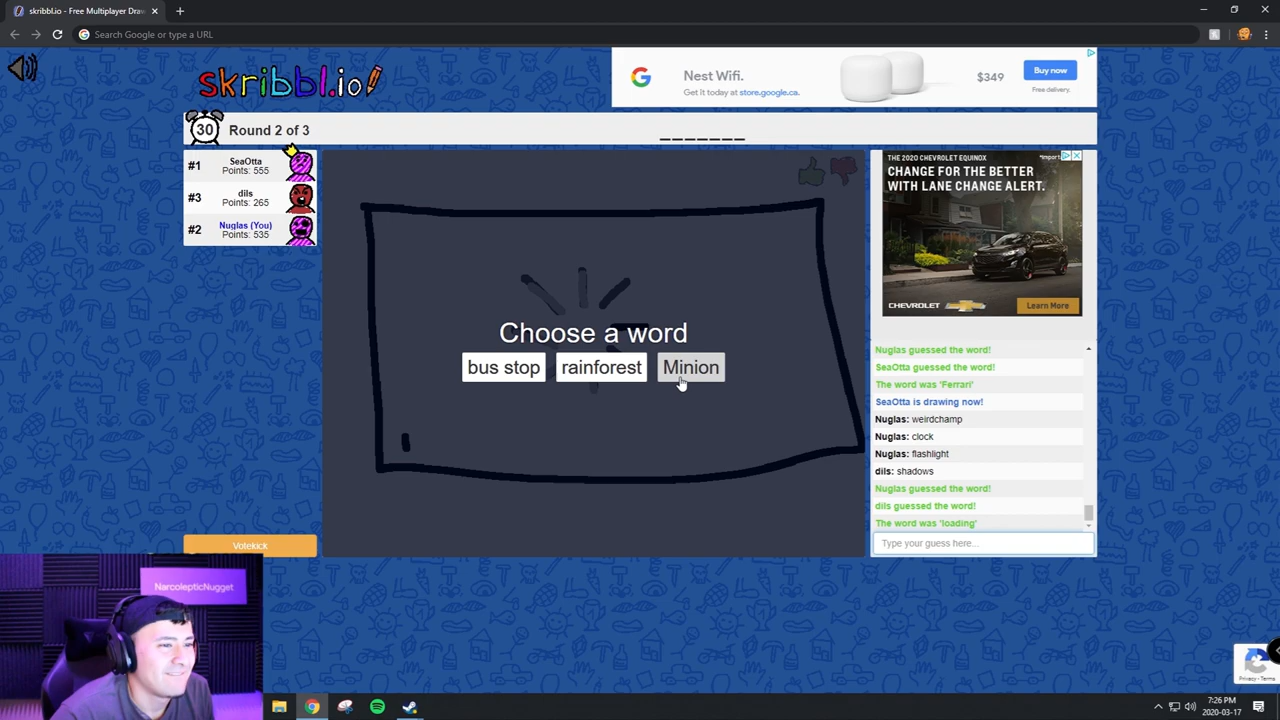 skribbl.io - Free Multiplayer Draw
Search Google or type a URL
skribbl.io
Nest Wifi.
Get it today at store.google.ca.
$349
Buy now
Free delivery.
30
Round 2 of 3
_ _ _ _ _ _ _
#1
SeaOtta
Points: 555
#3
dils
Points: 265
#2
Nuglas (You)
Points: 535
Choose a word
bus stop
rainforest
Minion
THE 2020 CHEVROLET EQUINOX
CHANGE FOR THE BETTER
WITH LANE CHANGE ALERT.
CHEVROLET
Learn More
Nuglas guessed the word!
SeaOtta guessed the word!
The word was 'Ferrari'
SeaOtta is drawing now!
Nuglas: weirdchamp
Nuglas: clock
Nuglas: flashlight
dils: shadows
Nuglas guessed the word!
dils guessed the word!
The word was 'loading'
Type your guess here...
Votekick
NarcolepticNugget
Privacy - Terms
7:26 PM
2020-03-17